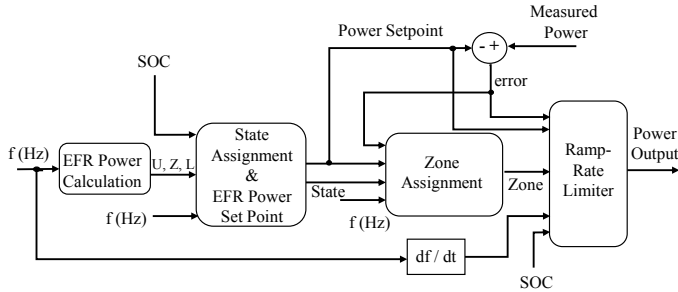 Measured
Power
Power Setpoint
- +
SOC
error
f (Hz)
EFR Power
Calculation
U, Z, L
State
Assignment
&
EFR Power
Set Point
f (Hz)
State
Zone
Assignment
f (Hz)
Zone
Ramp-
Rate
Limiter
Power
Output
df / dt
SOC